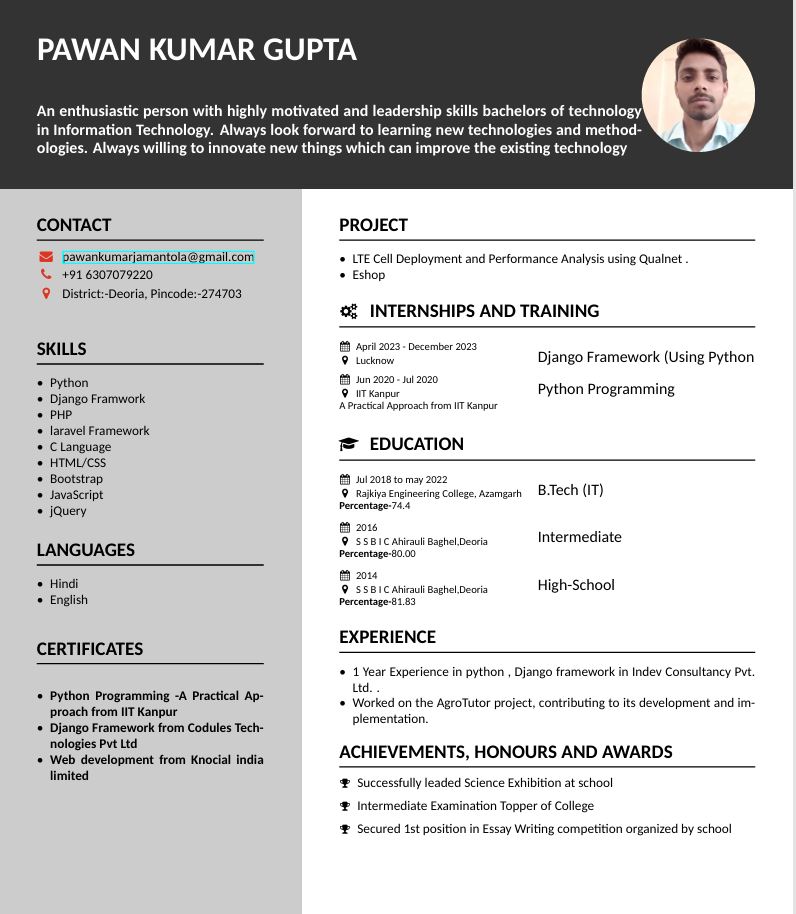 PAWAN KUMAR GUPTA
An enthusiastic person with highly motivated and leadership skills bachelors of technology
in Information Technology. Always look forward to learning new technologies and method-
ologies. Always willing to innovate new things which can improve the existing technology
CONTACT
pawankumarjamantola@gmail.com
+91 6307079220
District:-Deoria, Pincode:-274703
SKILLS
• Python
• Django Framwork
• PHP
• laravel Framework
• C Language
• HTML/CSS
• Bootstrap
• JavaScript
• jQuery
LANGUAGES
• Hindi
• English
CERTIFICATES
• Python Programming -A Practical Ap-
proach from IIT Kanpur
• Django Framework from Codules Tech-
nologies Pvt Ltd
• Web development from Knocial india
limited
PROJECT
• LTE Cell Deployment and Performance Analysis using Qualnet .
• Eshop
INTERNSHIPS AND TRAINING
April 2023 - December 2023
Lucknow
Django Framework (Using Python
Jun 2020 - Jul 2020
IIT Kanpur
A Practical Approach from IIT Kanpur
Python Programming
EDUCATION
Jul 2018 to may 2022
Rajkiya Engineering College, Azamgarh
Percentage-74.4
B.Tech (IT)
2016
S S B I C Ahirauli Baghel,Deoria
Percentage-80.00
Intermediate
2014
S S B I C Ahirauli Baghel,Deoria
Percentage-81.83
High-School
EXPERIENCE
• 1 Year Experience in python , Django framework in Indev Consultancy Pvt.
Ltd. .
• Worked on the AgroTutor project, contributing to its development and im-
plementation.
ACHIEVEMENTS, HONOURS AND AWARDS
Successfully leaded Science Exhibition at school
Intermediate Examination Topper of College
Secured 1st position in Essay Writing competition organized by school